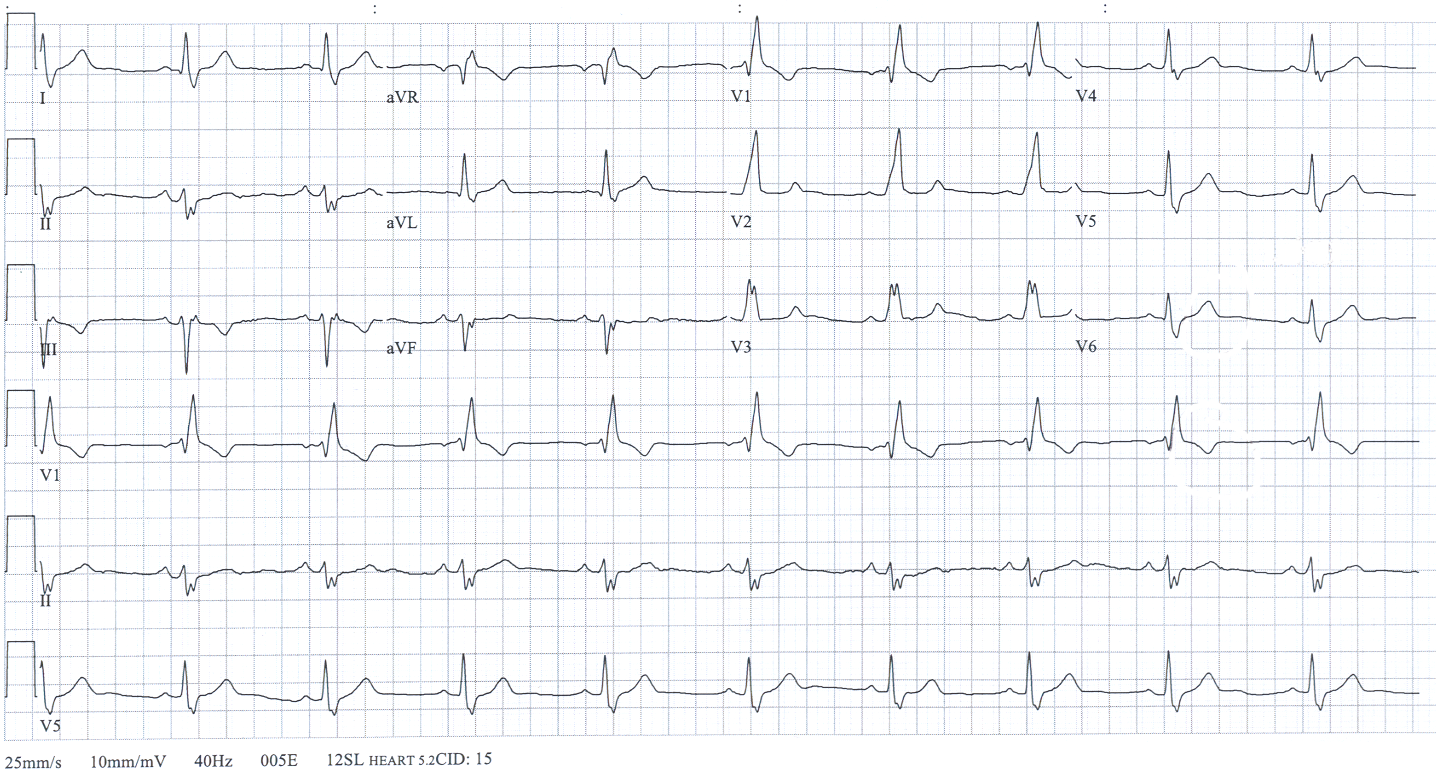 I aVR V1 V4
II aVL V2 V5
III aVF V3 V6
V1
II
V5
25mm/s 10mm/mV 40Hz 005E 12SL HEART 5.2CID: 15